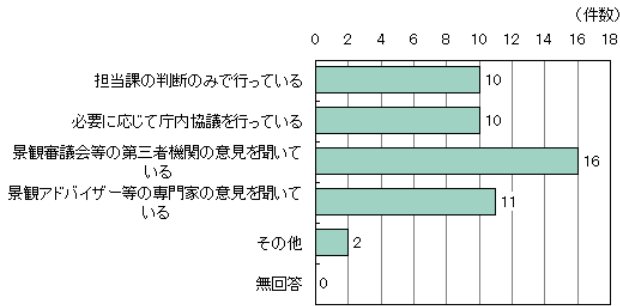 （件数）
0 2 4 6 8 10 12 14 16 18
担当課の判断のみで行っている 10
必要に応じて庁内協議を行っている 10
景観審議会等の第三者機関の意見を聞いて
いる 16
景観アドバイザー等の専門家の意見を聞いて
いる 11
その他 2
無回答 0